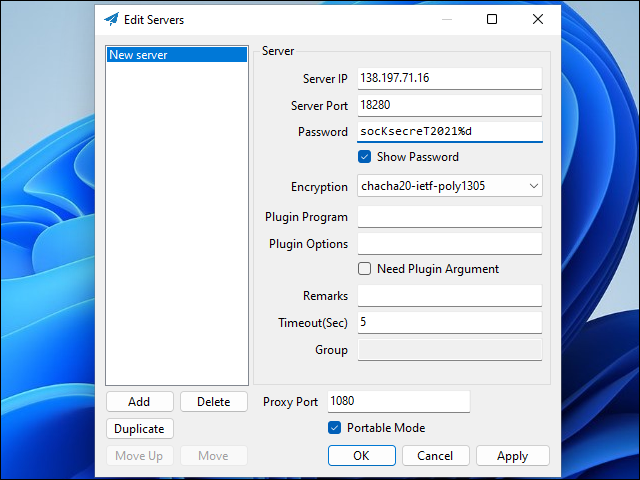 Edit Servers
New server
Server
Server IP 138.197.71.16
Server Port 18280
Password socKsecreT2021%d
Show Password
Encryption chacha20-ietf-poly1305
Plugin Program
Plugin Options
Need Plugin Argument
Remarks
Timeout(Sec) 5
Group
Add Delete Proxy Port 1080
Duplicate Portable Mode
Move Up Move OK Cancel Apply